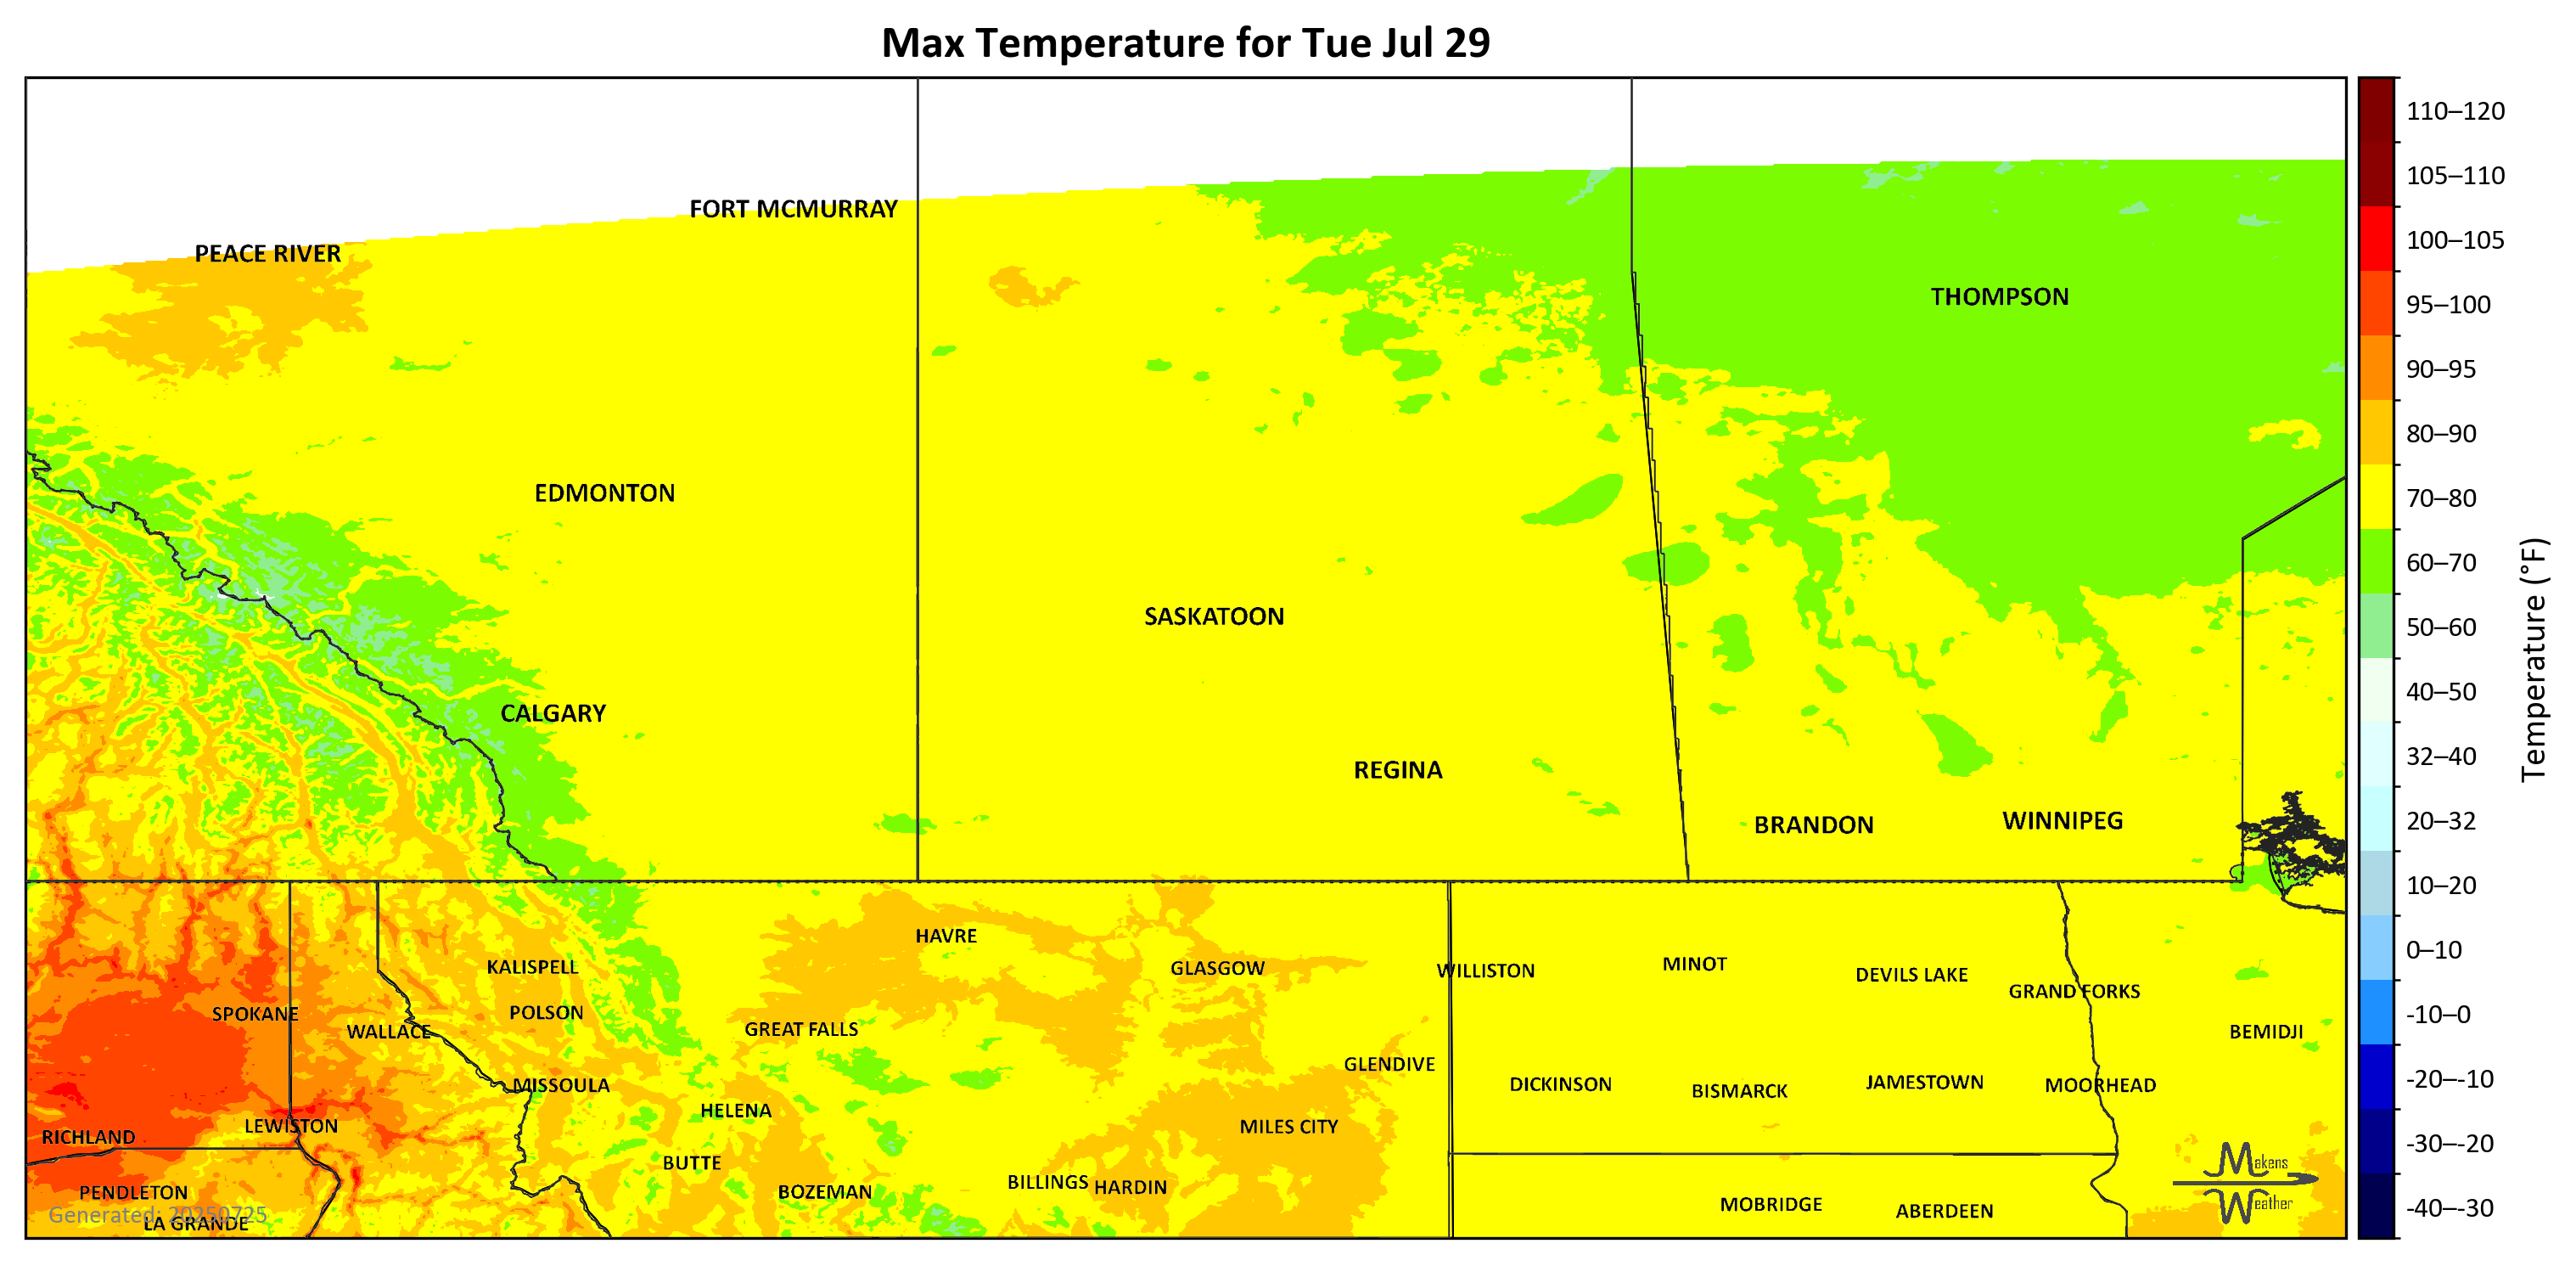 Max Temperature for Tue Jul 29
FORT MCMURRAY
PEACE RIVER
THOMPSON
EDMONTON
SASKATOON
CALGARY
REGINA
BRANDON
WINNIPEG
HAVRE
KALISPELL
GLASGOW
WILLISTON
MINOT
DEVILS LAKE
GRAND FORKS
SPOKANE
POLSON
WALLACE
GREAT FALLS
BEMIDJI
GLENDIVE
MISSOULA
DICKINSON
BISMARCK
JAMESTOWN
MOORHEAD
HELENA
LEWISTON
MILES CITY
RICHLAND
BUTTE
BILLINGS
HARDIN
PENDLETON
BOZEMAN
MOBRIDGE
ABERDEEN
Generated: 20250725
LA GRANDE
Makens
Weather
110–120
105–110
100–105
95–100
90–95
80–90
70–80
60–70
50–60
40–50
32–40
20–32
10–20
0–10
-10–0
-20–-10
-30–-20
-40–-30
Temperature (°F)